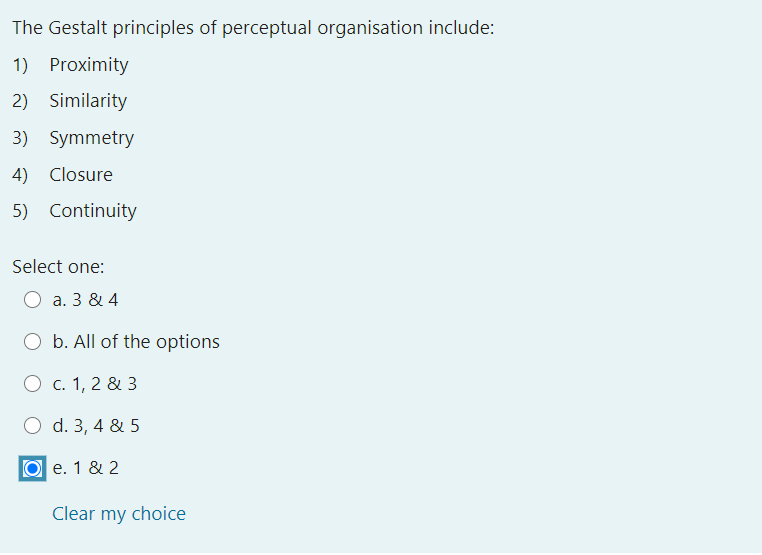 The Gestalt principles of perceptual organisation include:
1) Proximity
2) Similarity
3) Symmetry
4) Closure
5) Continuity
Select one:
a. 3 & 4
b. All of the options
c. 1, 2 & 3
d. 3, 4 & 5
e. 1 & 2
Clear my choice